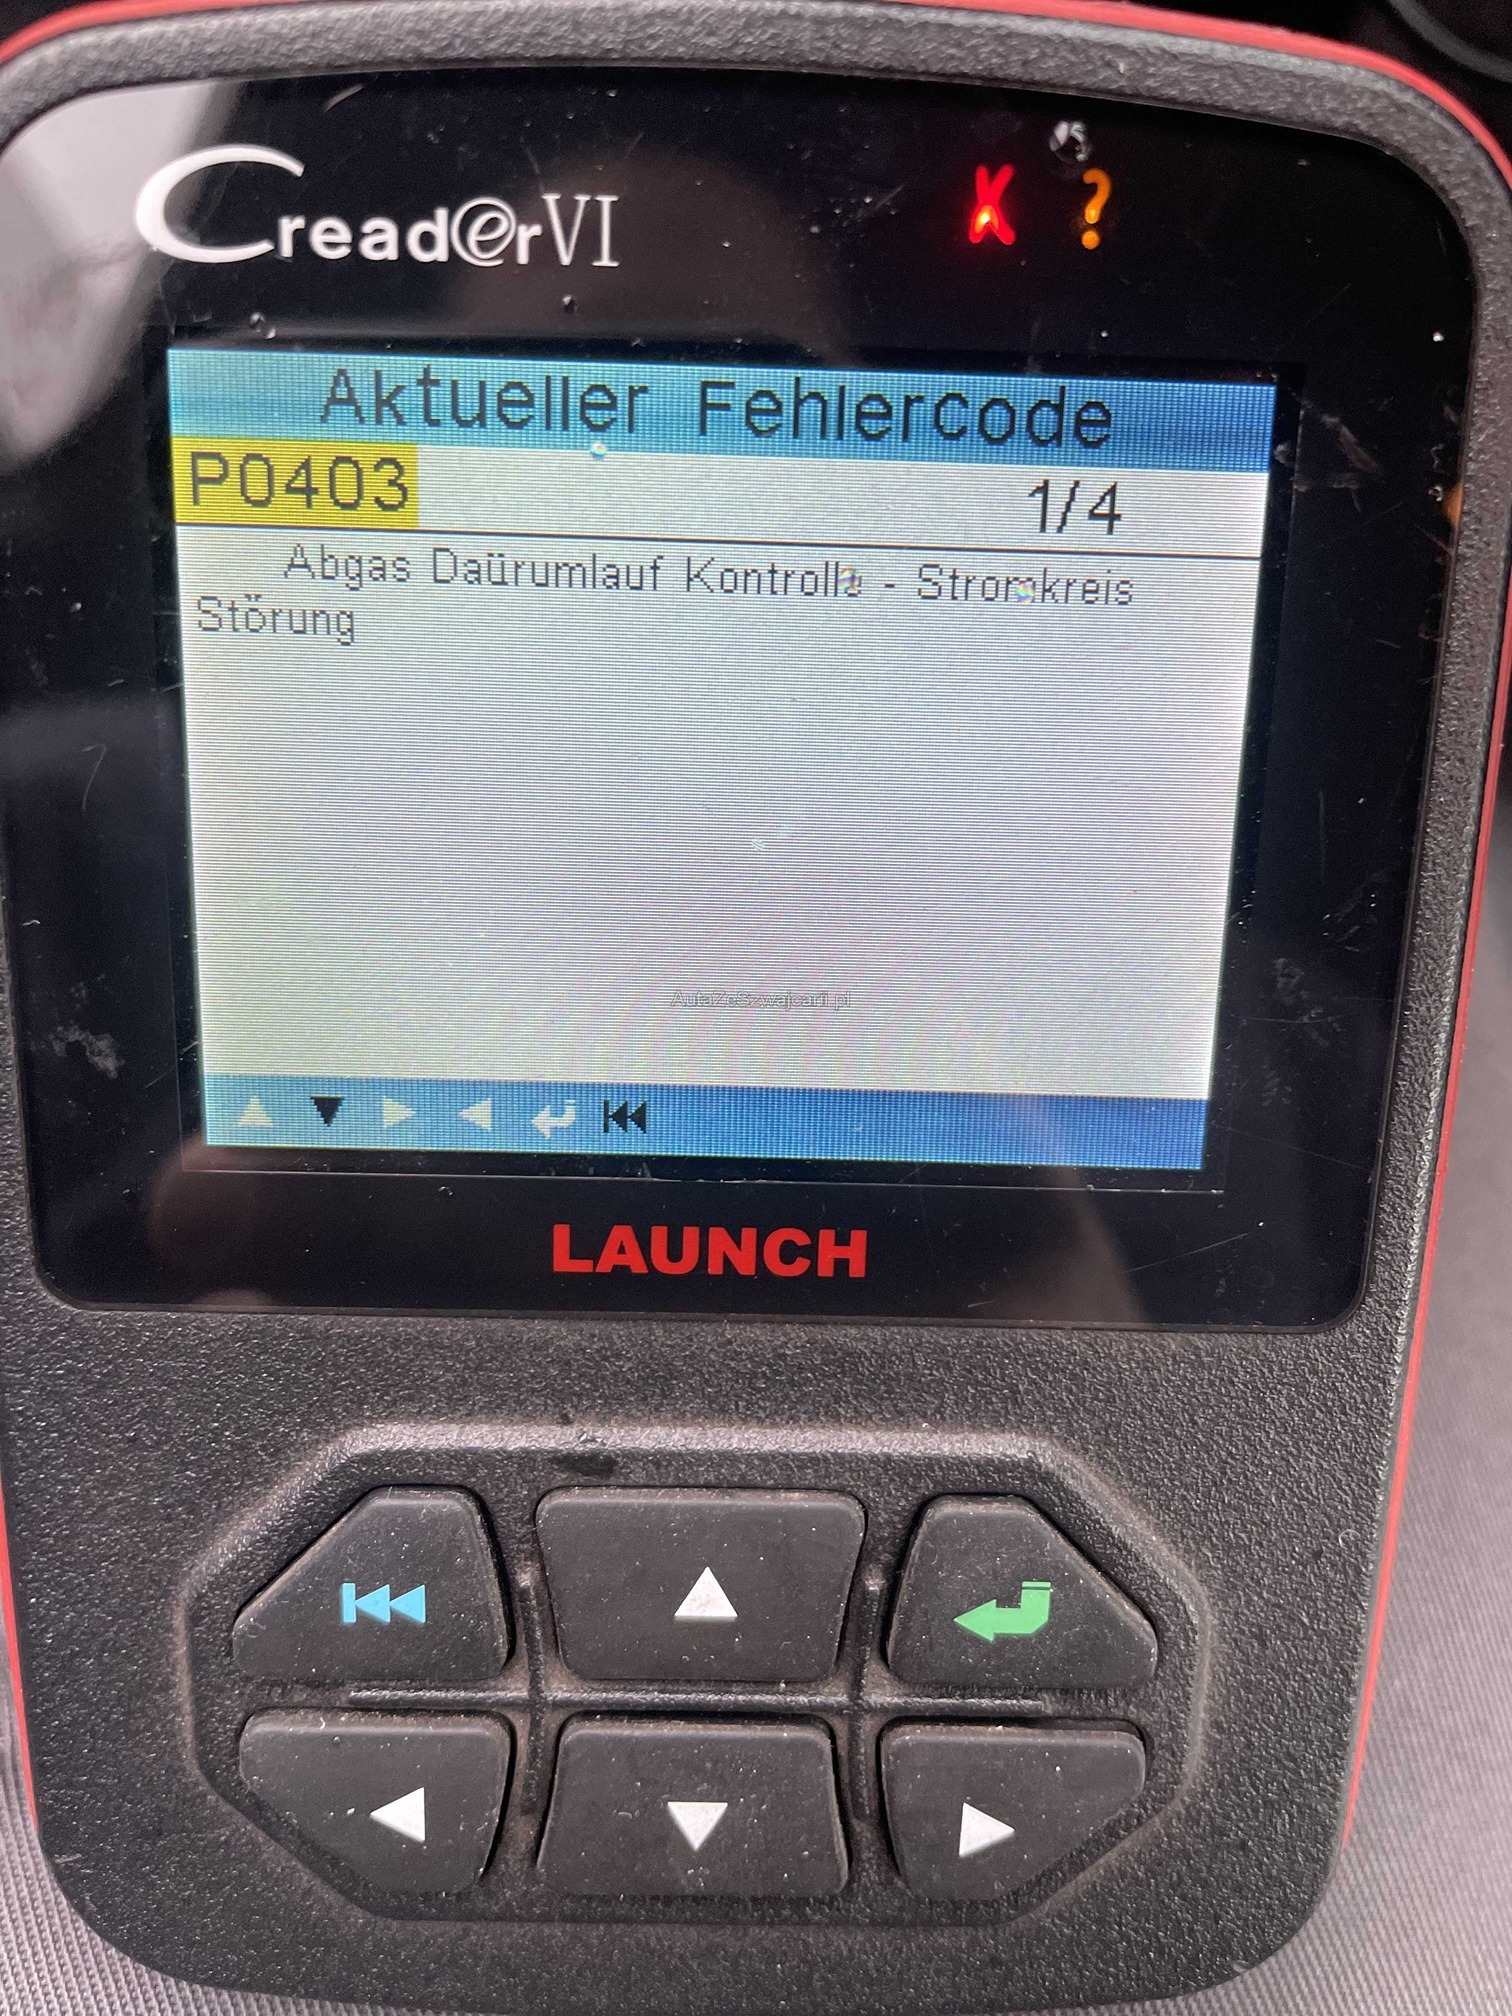 Creader VI
Aktueller Fehlercode
P0403 1/4
Abgas Daürumlauf Kontrolle - Stromkreis
Störung
AutaZeSzwajcarii.pl
LAUNCH